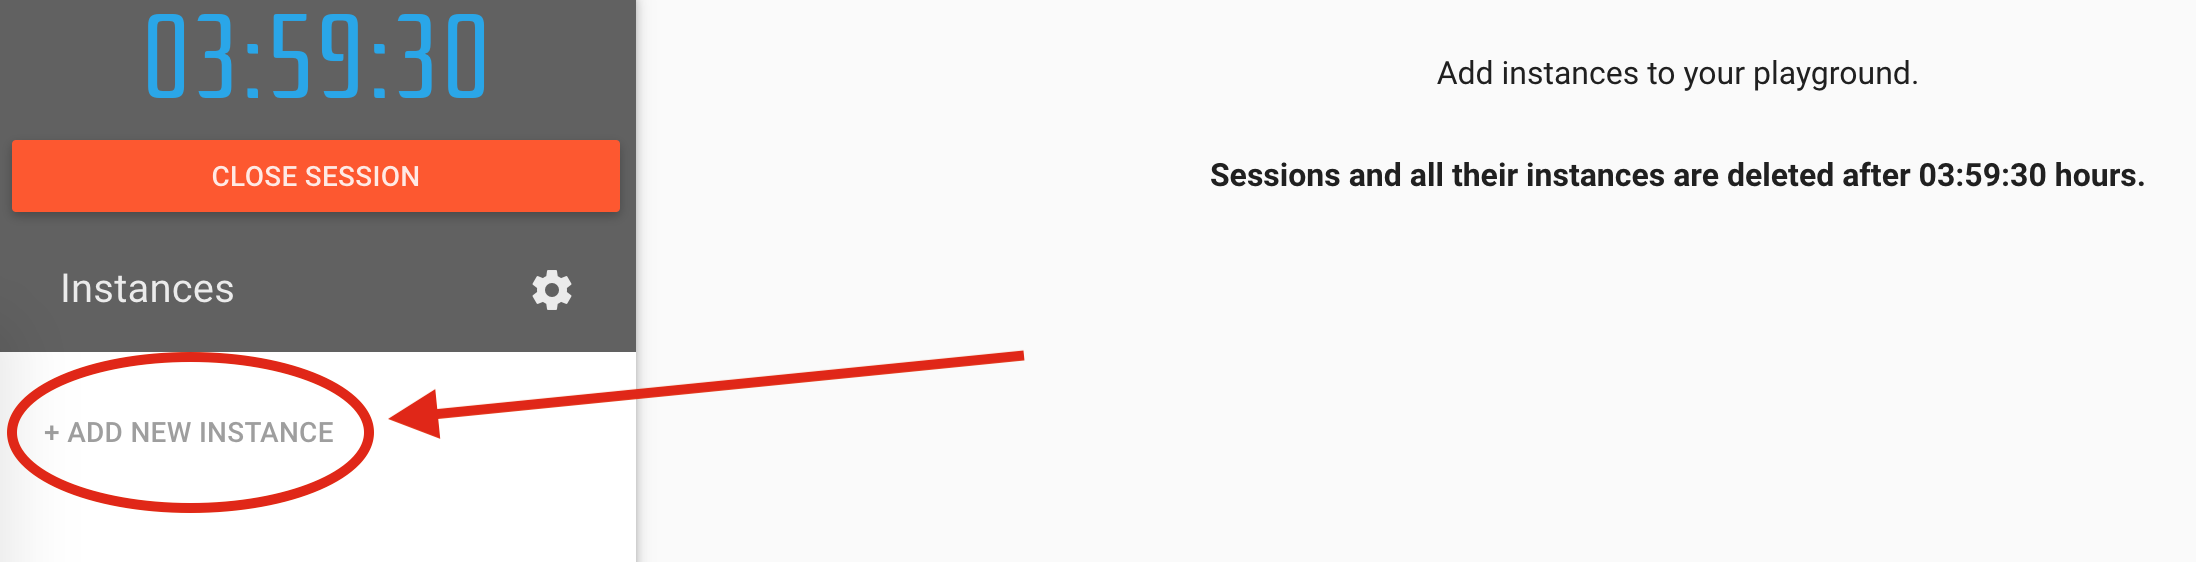 03:59:30
CLOSE SESSION
Instances
+ ADD NEW INSTANCE
Add instances to your playground.
Sessions and all their instances are deleted after 03:59:30 hours.